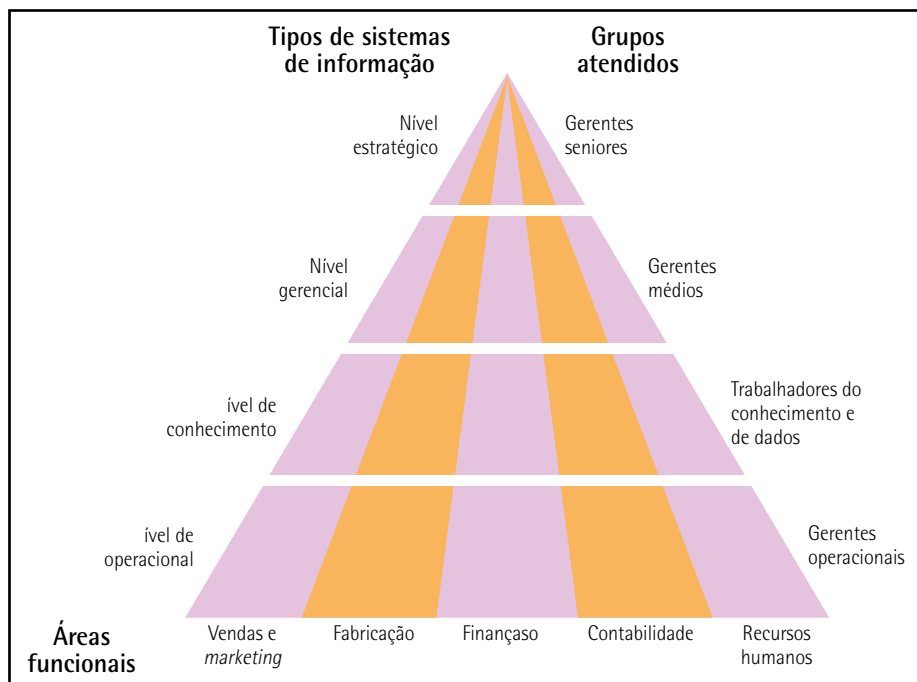 Tipos de sistemas
de informação
Grupos
atendidos
Nível
estratégico
Gerentes
seniores
Nível
gerencial
Gerentes
médios
ível de
conhecimento
Trabalhadores do
conhecimento e
de dados
ível de
operacional
Gerentes
operacionais
Áreas
funcionais
Vendas e
marketing
Fabricação
Finançaso
Contabilidade
Recursos
humanos